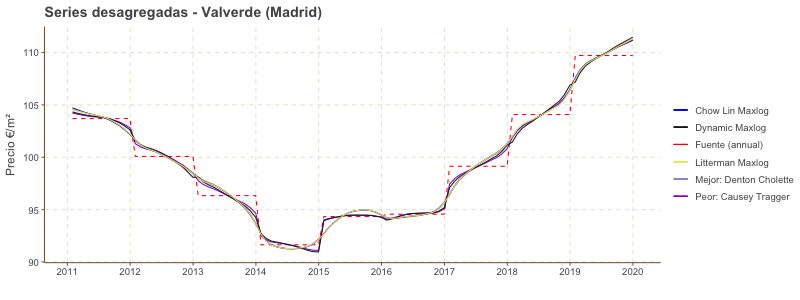 Series desagregadas - Valverde (Madrid)
Precio €/m²
110
105
100
95
90
2011 2012 2013 2014 2015 2016 2017 2018 2019 2020
Chow Lin Maxlog
Dynamic Maxlog
Fuente (annual)
Litterman Maxlog
Mejor: Denton Cholette
Peor: Causey Tragger